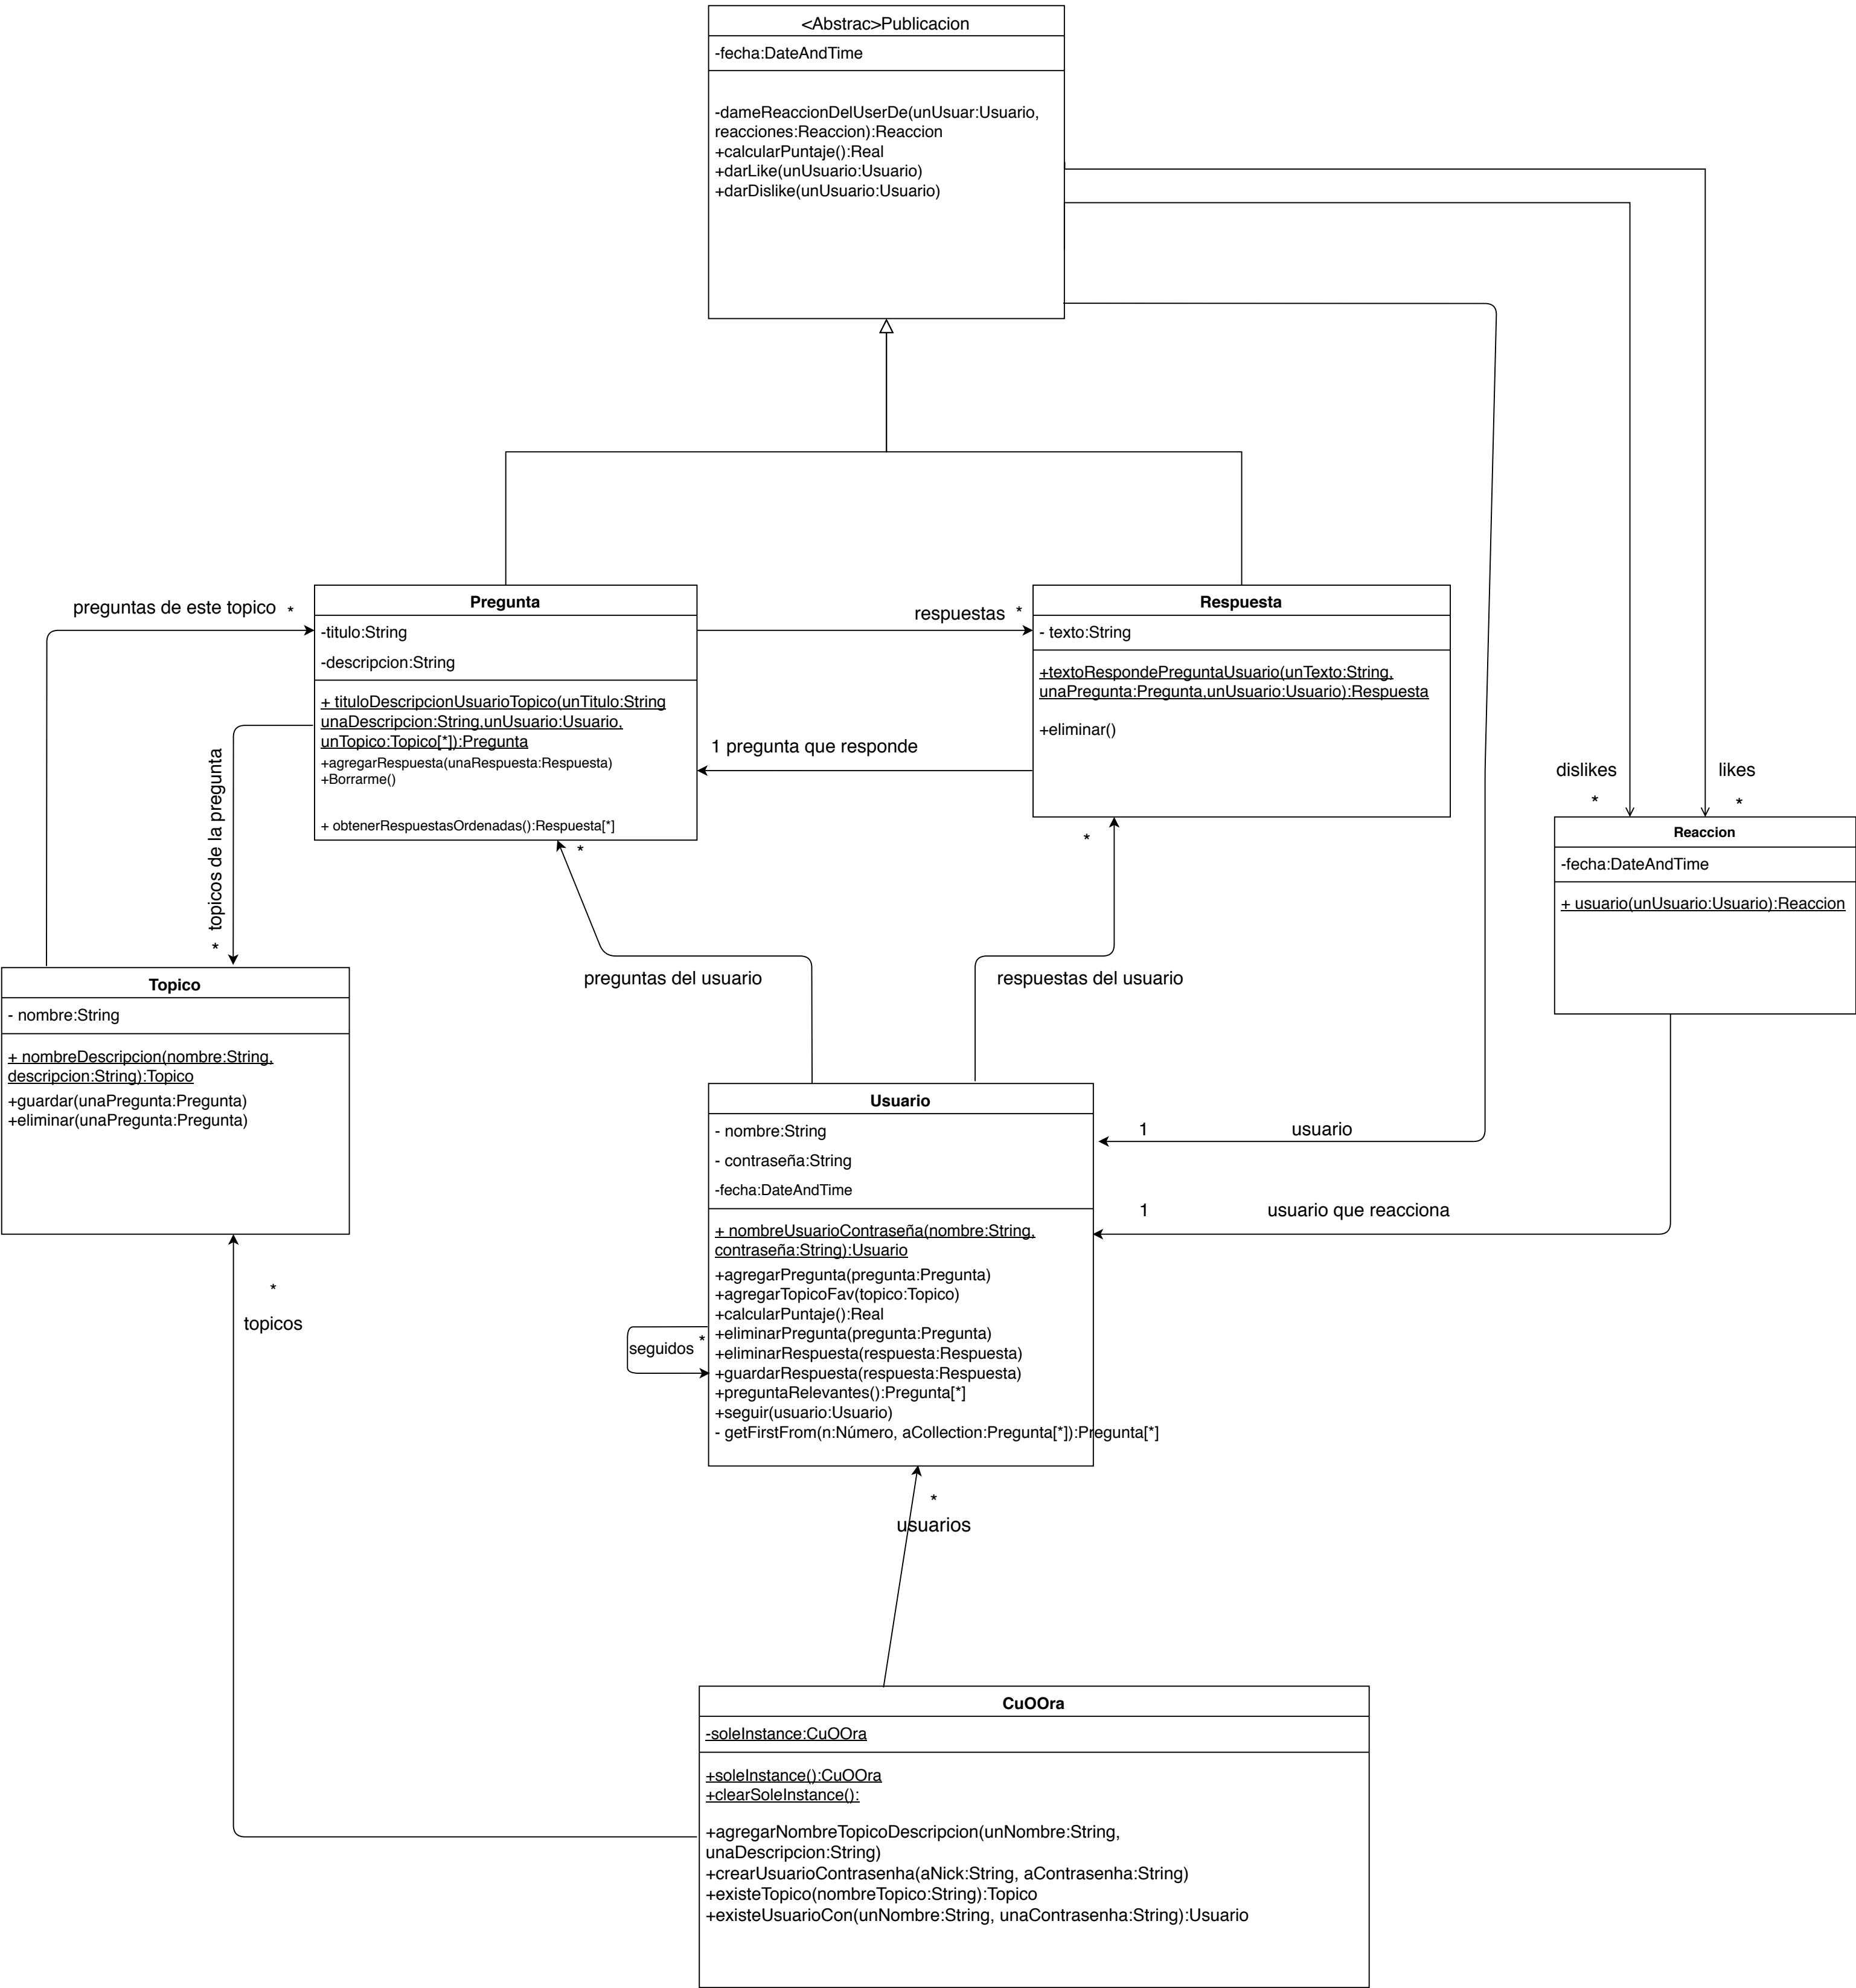 <Abstrac>Publicacion
-fecha:DateAndTime
-dameReaccionDelUserDe(unUsuar:Usuario,
reacciones:Reaccion):Reaccion
+calcularPuntaje():Real
+darLike(unUsuario:Usuario)
+darDislike(unUsuario:Usuario)
preguntas de este topico *
Pregunta
-titulo:String
-descripcion:String
+ tituloDescripcionUsuarioTopico(unTitulo:String
unaDescripcion:String,unUsuario:Usuario,
unTopico:Topico[*]):Pregunta
+agregarRespuesta(unaRespuesta:Respuesta)
+Borrarme()
+ obtenerRespuestasOrdenadas():Respuesta[*]
respuestas *
1 pregunta que responde
Respuesta
- texto:String
+textoRespondePreguntaUsuario(unTexto:String,
unaPregunta:Pregunta,unUsuario:Usuario):Respuesta
+eliminar()
dislikes
*
likes
*
Reaccion
-fecha:DateAndTime
+ usuario(unUsuario:Usuario):Reaccion
* topicos de la pregunta
*
*
preguntas del usuario
respuestas del usuario
Topico
- nombre:String
+ nombreDescripcion(nombre:String,
descripcion:String):Topico
+guardar(unaPregunta:Pregunta)
+eliminar(unaPregunta:Pregunta)
Usuario
- nombre:String
- contraseña:String
-fecha:DateAndTime
+ nombreUsuarioContraseña(nombre:String,
contraseña:String):Usuario
+agregarPregunta(pregunta:Pregunta)
+agregarTopicoFav(topico:Topico)
+calcularPuntaje():Real
+eliminarPregunta(pregunta:Pregunta)
+eliminarRespuesta(respuesta:Respuesta)
+guardarRespuesta(respuesta:Respuesta)
+preguntaRelevantes():Pregunta[*]
+seguir(usuario:Usuario)
- getFirstFrom(n:Número, aCollection:Pregunta[*]):Pregunta[*]
1 usuario
1 usuario que reacciona
seguidos *
*
topicos
*
usuarios
CuOOra
-soleInstance:CuOOra
+soleInstance():CuOOra
+clearSoleInstance():
+agregarNombreTopicoDescripcion(unNombre:String,
unaDescripcion:String)
+crearUsuarioContrasenha(aNick:String, aContrasenha:String)
+existeTopico(nombreTopico:String):Topico
+existeUsuarioCon(unNombre:String, unaContrasenha:String):Usuario